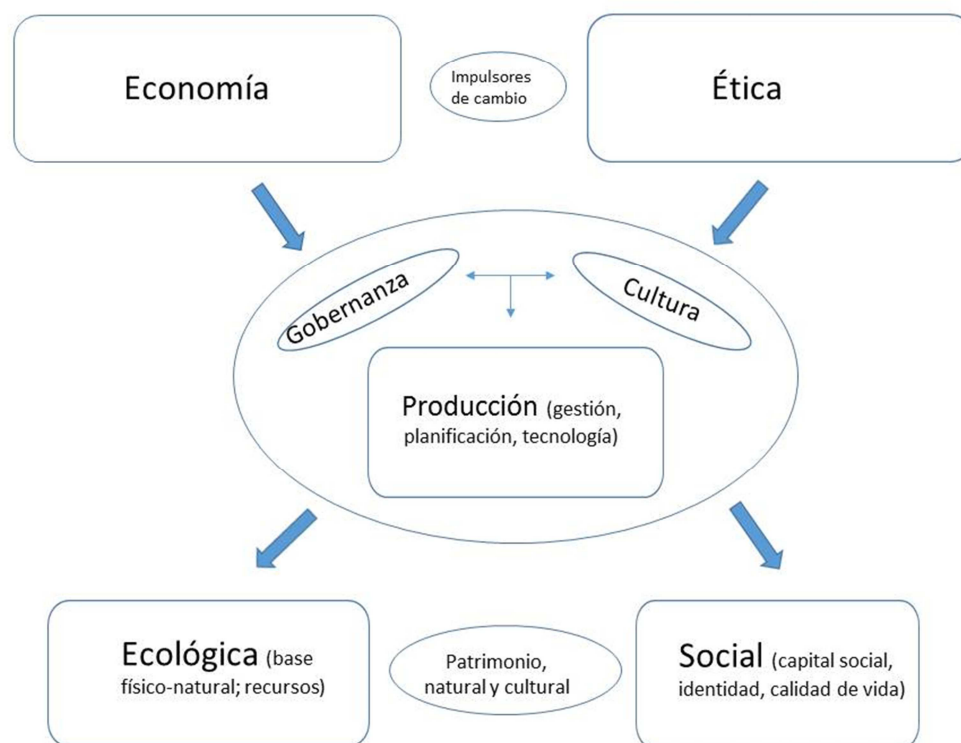 Economía
Impulsores
de cambio
Ética
Gobernanza
Cultura
Producción (gestión,
planificación, tecnología)
Ecológica (base
físico-natural; recursos)
Patrimonio,
natural y cultural
Social (capital social,
identidad, calidad de vida)